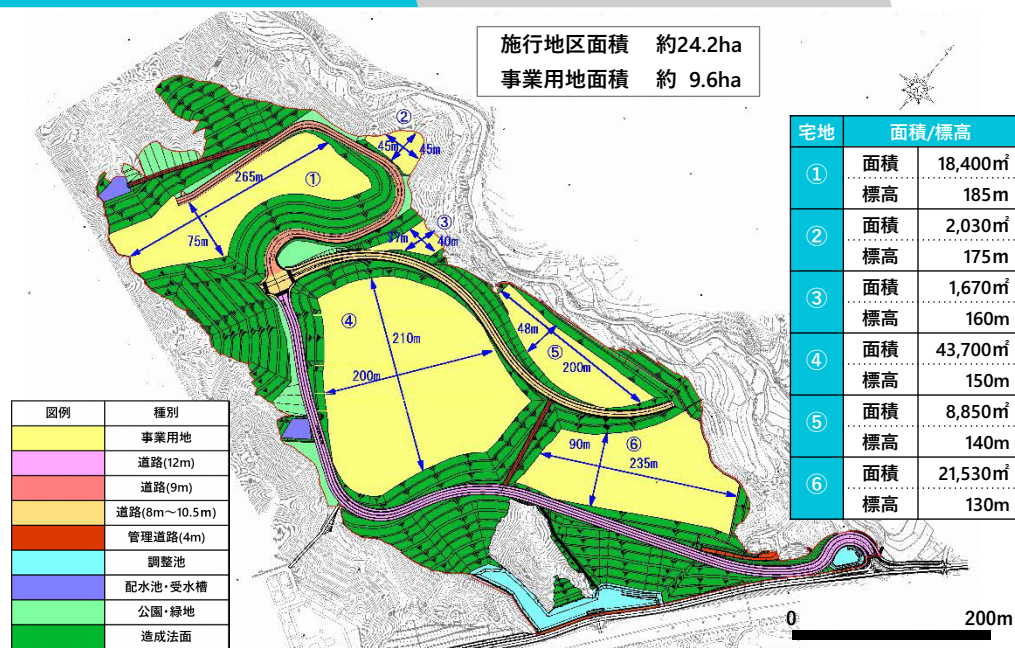 施行地区面積 約24.2ha
事業用地面積 約 9.6ha
②
45m
45m
265m
①
75m
③
37m
40m
④
210m
200m
48m
⑤
200m
90m
⑥
235m
宅地 面積/標高
① 面積 18,400㎡
標高 185m
② 面積 2,030㎡
標高 175m
③ 面積 1,670㎡
標高 160m
④ 面積 43,700㎡
標高 150m
⑤ 面積 8,850㎡
標高 140m
⑥ 面積 21,530㎡
標高 130m
図例 種別
事業用地
道路(12m)
道路(9m)
道路(8m~10.5m)
管理道路(4m)
調整池
配水池・受水槽
公園・緑地
造成法面
0 200m